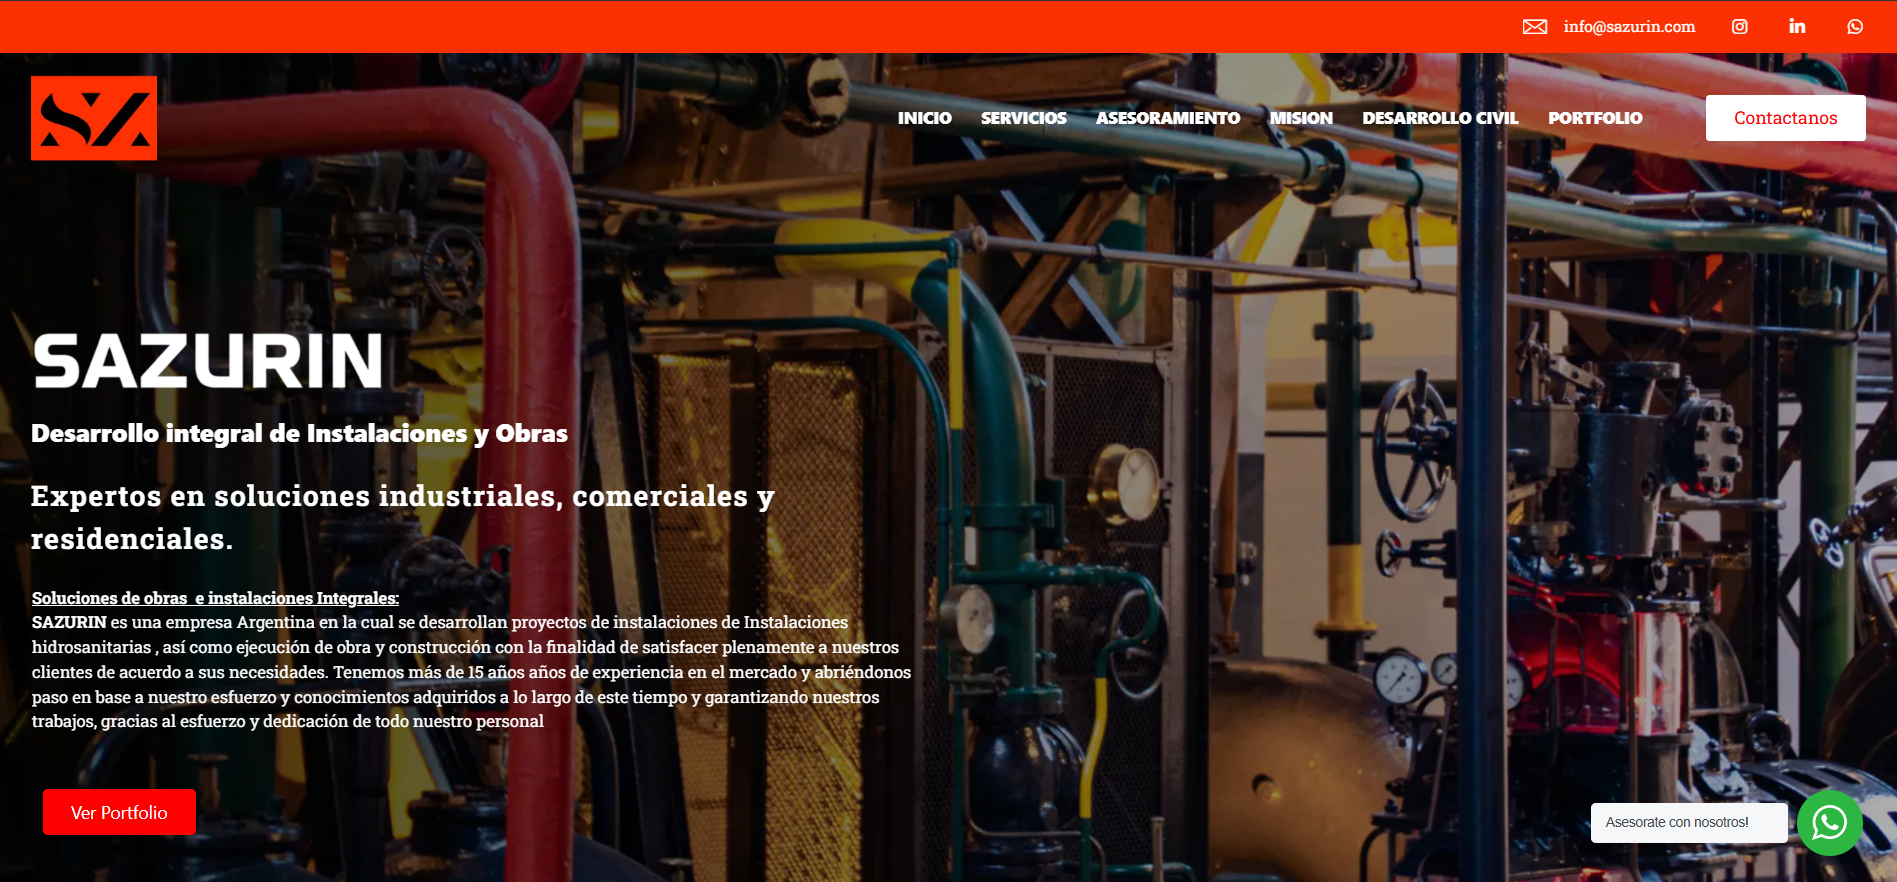 info@sazurin.com
SZ
INICIO SERVICIOS ASESORAMIENTO MISION DESARROLLO CIVIL PORTFOLIO Contactanos
SAZURIN
Desarrollo integral de Instalaciones y Obras
Expertos en soluciones industriales, comerciales y
residenciales.
Soluciones de obras  e instalaciones Integrales:
SAZURIN es una empresa Argentina en la cual se desarrollan proyectos de instalaciones de Instalaciones
hidrosanitarias , así como ejecución de obra y construcción con la finalidad de satisfacer plenamente a nuestros
clientes de acuerdo a sus necesidades. Tenemos más de 15 años años de experiencia en el mercado y abriéndonos
paso en base a nuestro esfuerzo y conocimientos adquiridos a lo largo de este tiempo y garantizando nuestros
trabajos, gracias al esfuerzo y dedicación de todo nuestro personal
Ver Portfolio
Asesorate con nosotros!